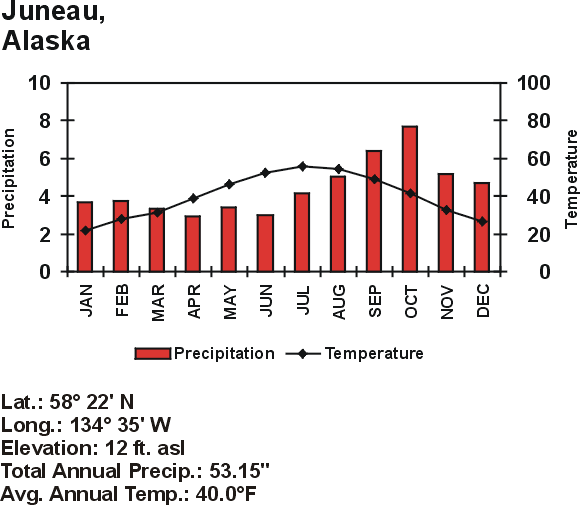 Juneau,
Alaska
10 100
8 80
6 60
4 40
2 20
0 0
Precipitation
Temperature
JAN FEB MAR APR MAY JUN JUL AUG SEP OCT NOV DEC
Precipitation Temperature
Lat.: 58° 22' N
Long.: 134° 35' W
Elevation: 12 ft. asl
Total Annual Precip.: 53.15"
Avg. Annual Temp.: 40.0°F